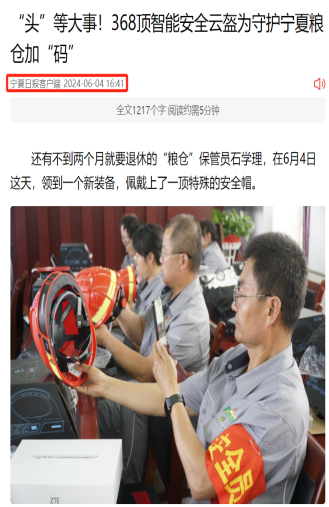 “头”等大事！368顶智能安全云盔为守护宁夏粮
仓加“码”
宁夏日报客户端 2024-06-04 16:41
全文1217个字 阅读约需5分钟
还有不到两个月就要退休的“粮仓”保管员石学理，在6月4日
这天，领到一个新装备，佩戴上了一顶特殊的安全帽。
安全员
ZTE